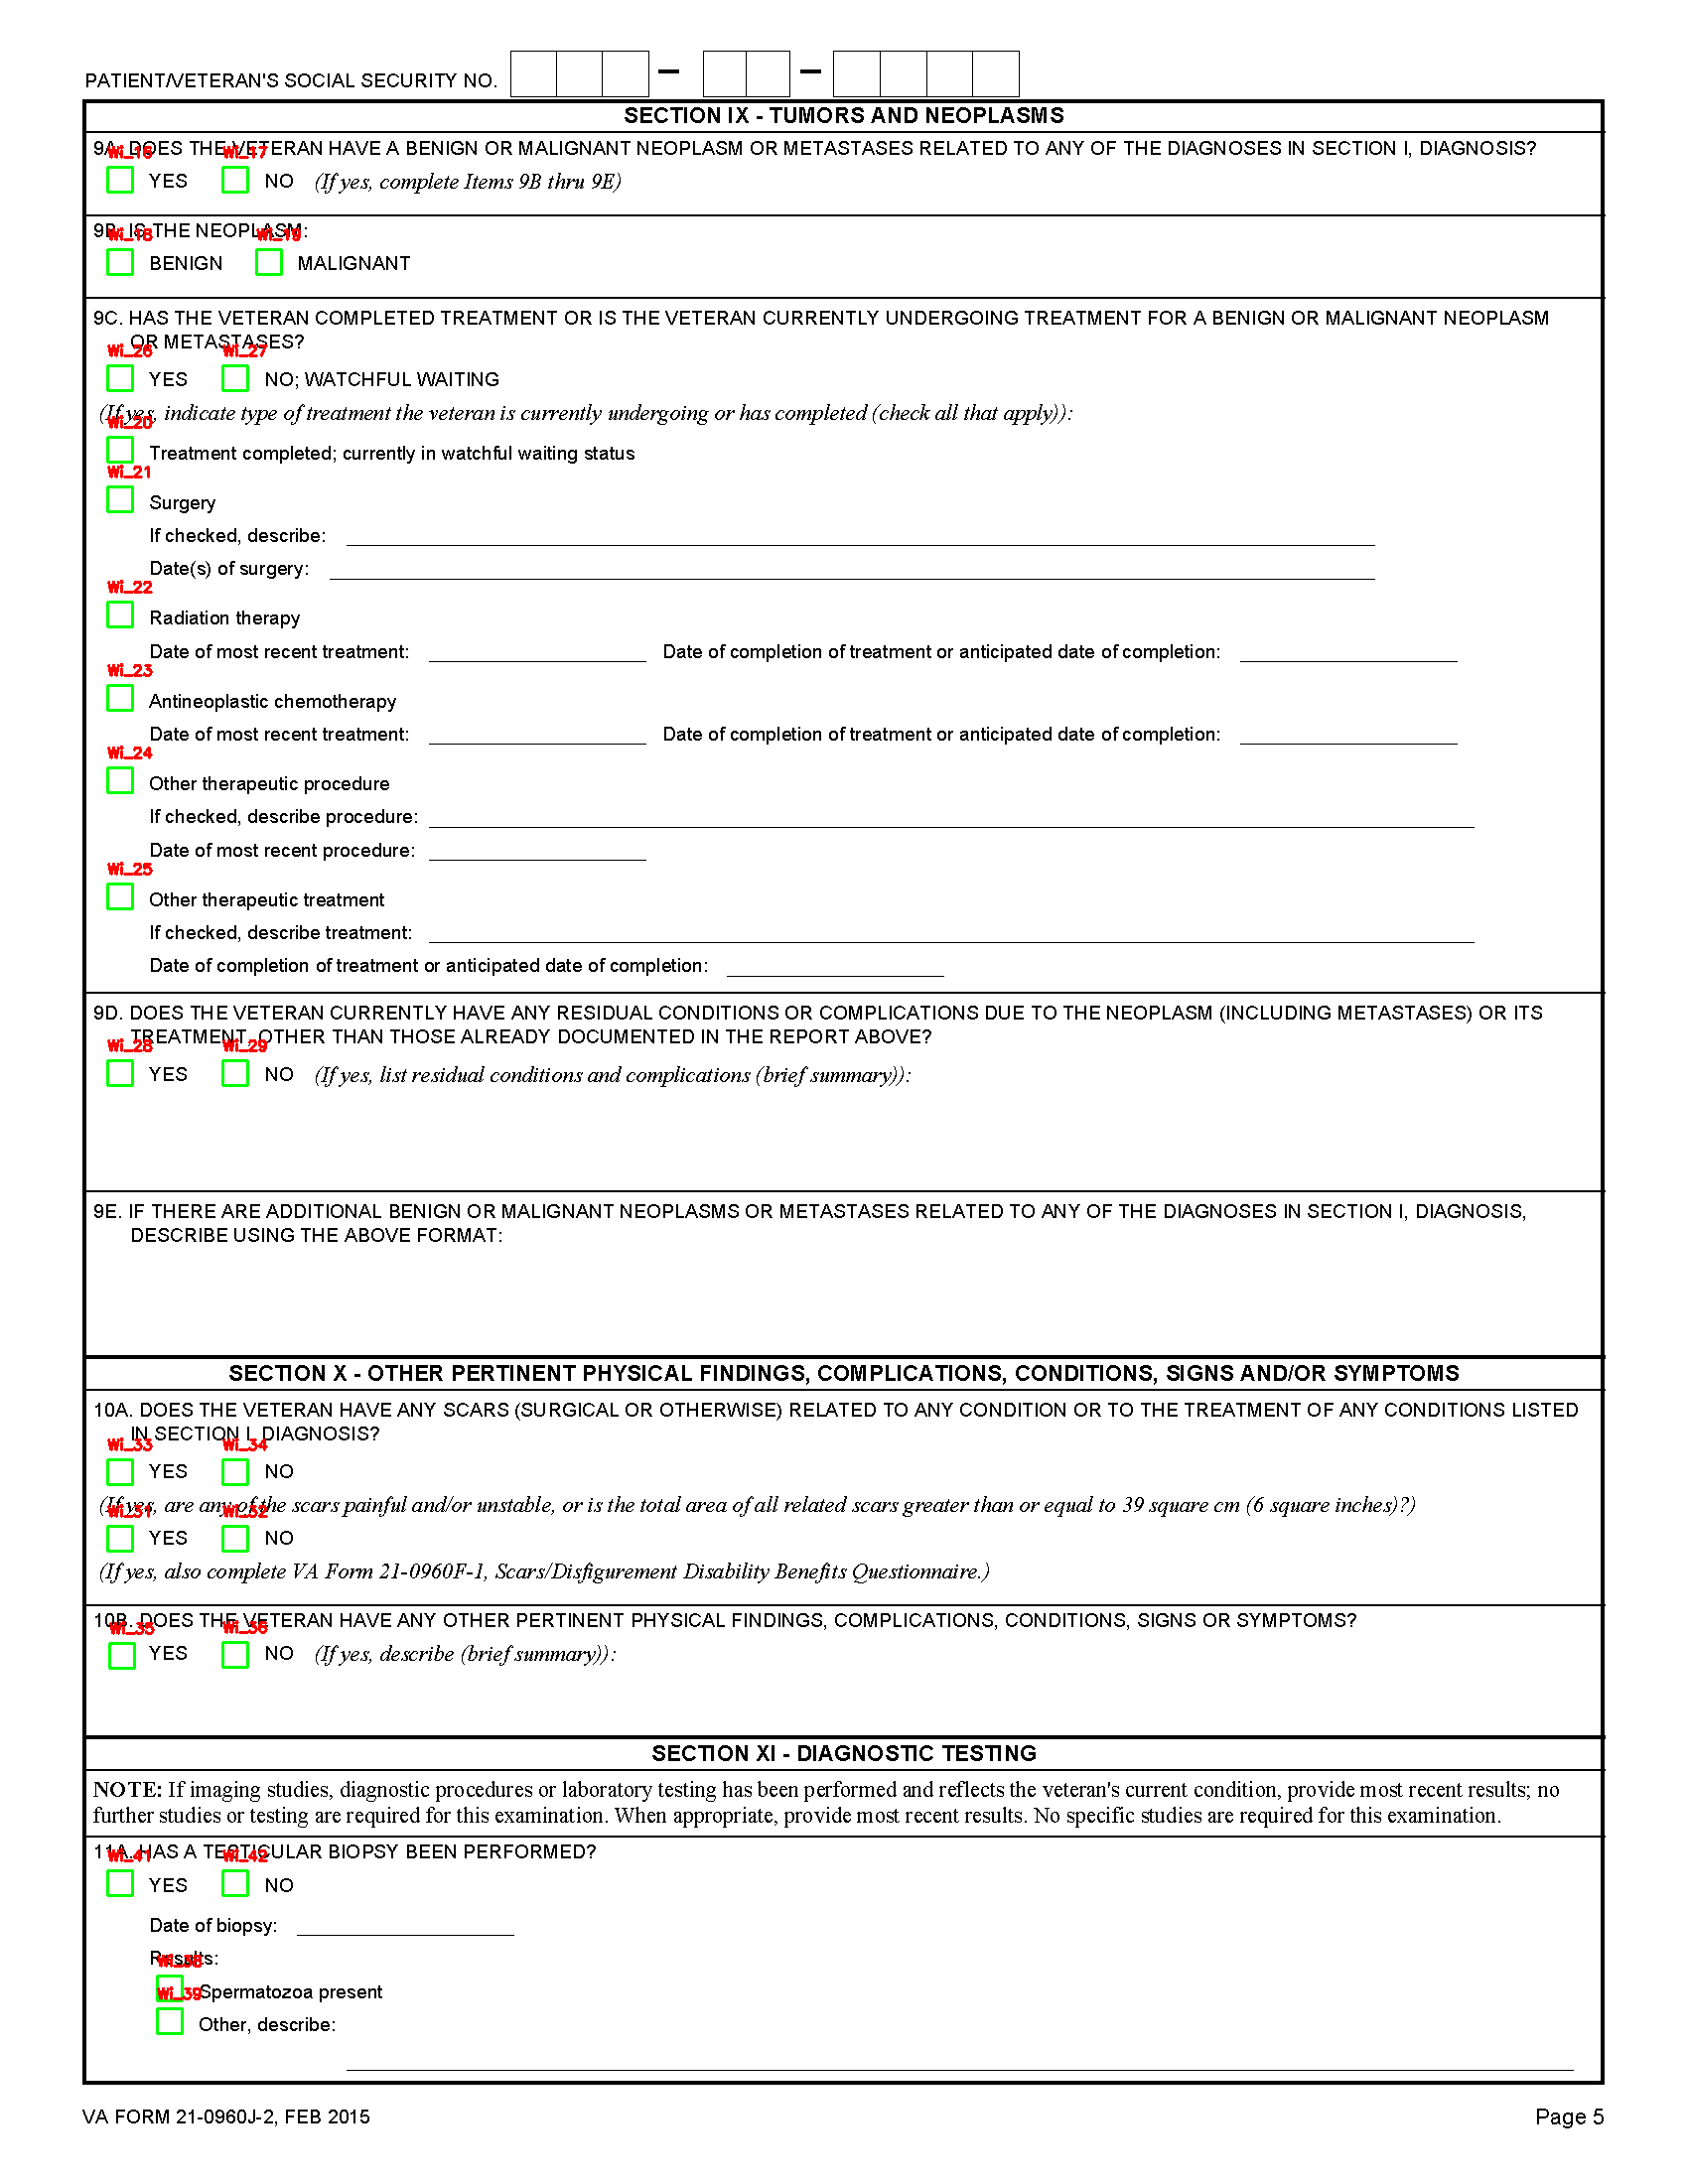 PATIENT/VETERAN'S SOCIAL SECURITY NO.
SECTION IX - TUMORS AND NEOPLASMS
9A. DOES THE VETERAN HAVE A BENIGN OR MALIGNANT NEOPLASM OR METASTASES RELATED TO ANY OF THE DIAGNOSES IN SECTION I, DIAGNOSIS?
Wi_16 Wi_17
YES NO (If yes, complete Items 9B thru 9E)
9B. IS THE NEOPLASM:
Wi_18 Wi_19
BENIGN MALIGNANT
9C. HAS THE VETERAN COMPLETED TREATMENT OR IS THE VETERAN CURRENTLY UNDERGOING TREATMENT FOR A BENIGN OR MALIGNANT NEOPLASM
OR METASTASES?
Wi_26 Wi_27
YES NO; WATCHFUL WAITING
(If yes, indicate type of treatment the veteran is currently undergoing or has completed (check all that apply)):
Wi_20
Treatment completed; currently in watchful waiting status
Wi_21
Surgery
If checked, describe:
Date(s) of surgery:
Wi_22
Radiation therapy
Date of most recent treatment: Date of completion of treatment or anticipated date of completion:
Wi_23
Antineoplastic chemotherapy
Date of most recent treatment: Date of completion of treatment or anticipated date of completion:
Wi_24
Other therapeutic procedure
If checked, describe procedure:
Date of most recent procedure:
Wi_25
Other therapeutic treatment
If checked, describe treatment:
Date of completion of treatment or anticipated date of completion:
9D. DOES THE VETERAN CURRENTLY HAVE ANY RESIDUAL CONDITIONS OR COMPLICATIONS DUE TO THE NEOPLASM (INCLUDING METASTASES) OR ITS
TREATMENT, OTHER THAN THOSE ALREADY DOCUMENTED IN THE REPORT ABOVE?
Wi_28 Wi_29
YES NO (If yes, list residual conditions and complications (brief summary)):
9E. IF THERE ARE ADDITIONAL BENIGN OR MALIGNANT NEOPLASMS OR METASTASES RELATED TO ANY OF THE DIAGNOSES IN SECTION I, DIAGNOSIS,
DESCRIBE USING THE ABOVE FORMAT:
SECTION X - OTHER PERTINENT PHYSICAL FINDINGS, COMPLICATIONS, CONDITIONS, SIGNS AND/OR SYMPTOMS
10A. DOES THE VETERAN HAVE ANY SCARS (SURGICAL OR OTHERWISE) RELATED TO ANY CONDITION OR TO THE TREATMENT OF ANY CONDITIONS LISTED
IN SECTION I, DIAGNOSIS?
Wi_33 Wi_34
YES NO
(If yes, are any of the scars painful and/or unstable, or is the total area of all related scars greater than or equal to 39 square cm (6 square inches)?)
Wi_31 Wi_32
YES NO
(If yes, also complete VA Form 21-0960F-1, Scars/Disfigurement Disability Benefits Questionnaire.)
10B. DOES THE VETERAN HAVE ANY OTHER PERTINENT PHYSICAL FINDINGS, COMPLICATIONS, CONDITIONS, SIGNS OR SYMPTOMS?
Wi_35 Wi_36
YES NO (If yes, describe (brief summary)):
SECTION XI - DIAGNOSTIC TESTING
NOTE: If imaging studies, diagnostic procedures or laboratory testing has been performed and reflects the veteran's current condition, provide most recent results; no
further studies or testing are required for this examination. When appropriate, provide most recent results. No specific studies are required for this examination.
11A. HAS A TESTICULAR BIOPSY BEEN PERFORMED?
Wi_41 Wi_42
YES NO
Date of biopsy:
Results:
Wi_38
Spermatozoa present
Wi_39
Other, describe:
VA FORM 21-0960J-2, FEB 2015
Page 5